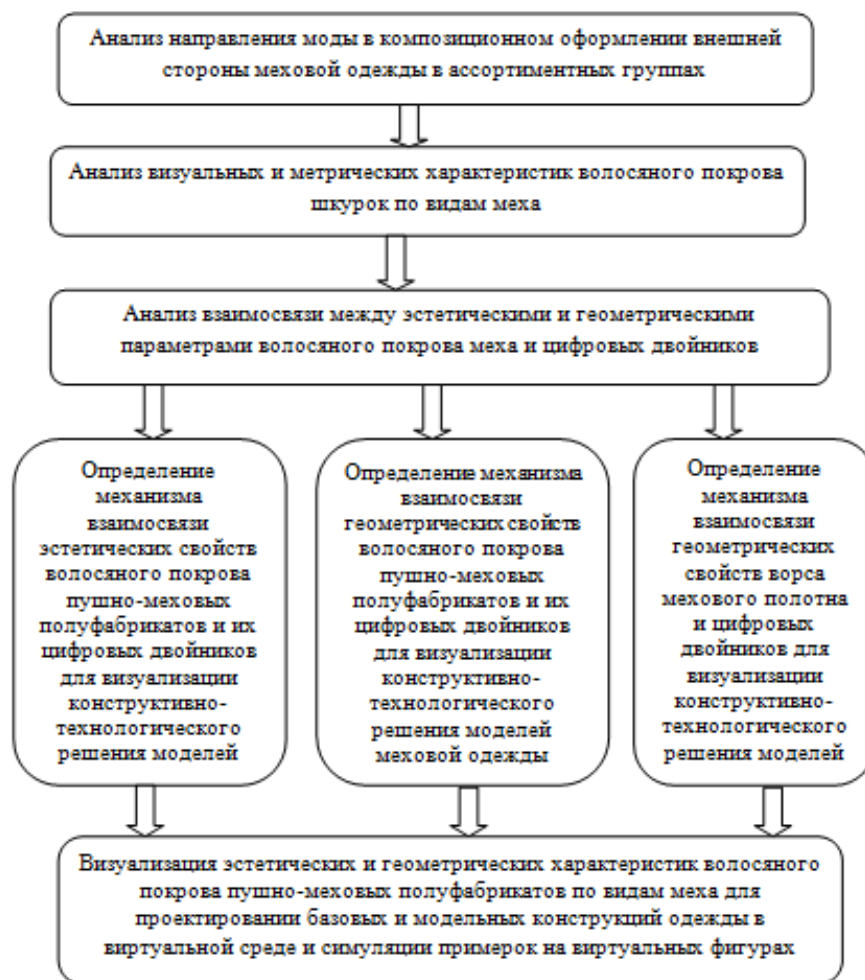 Анализ направления моды в композиционном оформлении внешней
стороны меховой одежды в ассортиментных группах
Анализ визуальных и метрических характеристик волосяного покрова
шкурок по видам меха
Анализ взаимосвязи между эстетическими и геометрическими
параметрами волосяного покрова меха и цифровых двойников
Определение
механизма
взаимосвязи
эстетических свойств
волосяного покрова
пушно-меховых
полуфабрикатов и их
цифровых двойников
для визуализации
конструктивно-
технологического
решения моделей
Определение механизма
взаимосвязи
геометрических свойств
волосяного покрова
пушно-меховых
полуфабрикатов и их
цифровых двойников
для визуализации
конструктивно-
технологического
решения моделей
меховой одежды
Определение
механизма
взаимосвязи
геометрических
свойств ворса
мехового полотна
и цифровых
двойников для
визуализации
конструктивно-
технологического
решения моделей
Визуализация эстетических и геометрических характеристик волосяного
покрова пушно-меховых полуфабрикатов по видам меха для
проектировании базовых и модельных конструкций одежды в
виртуальной среде и симуляции примерок на виртуальных фигурах